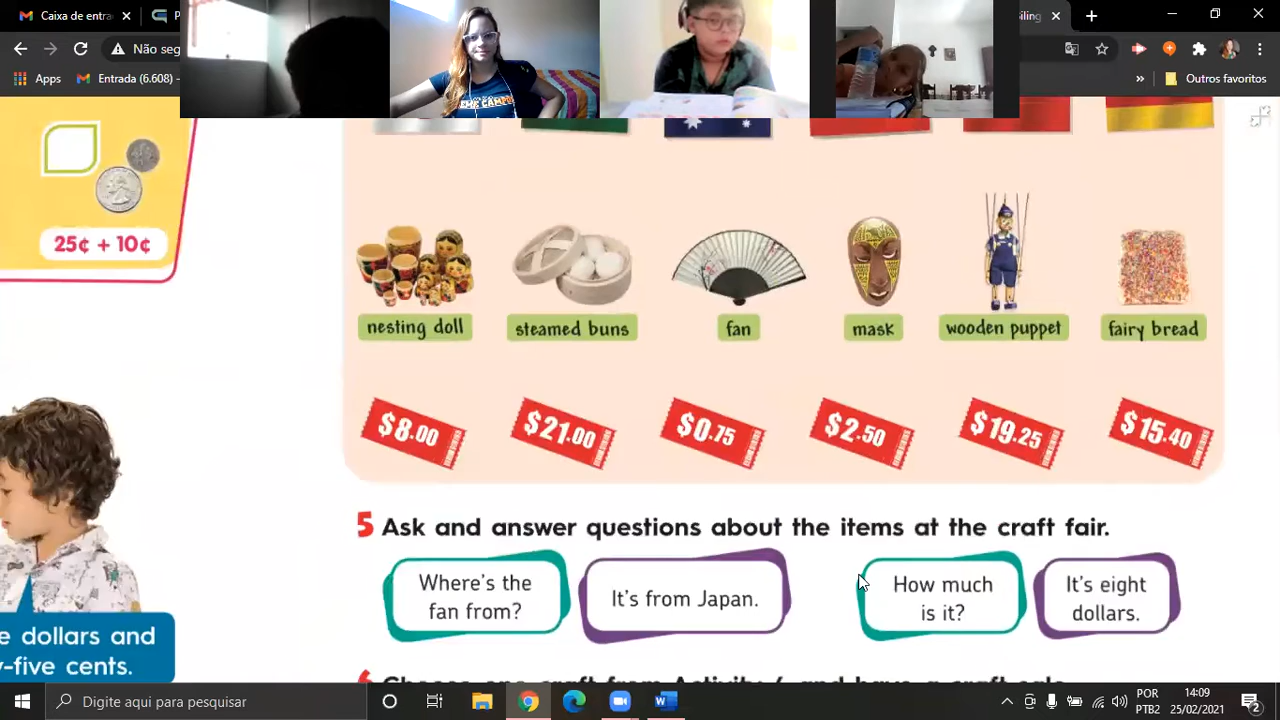 Caixa de entra
Não seg
biling
Apps
Entrada (6.608)
Outros favoritos
25¢ + 10¢
nesting doll
steamed buns
fan
mask
wooden puppet
fairy bread
$8.00
$21.00
$0.75
$2.50
$19.25
$15.40
5 Ask and answer questions about the items at the craft fair.
Where's the
fan from?
It's from Japan.
How much
is it?
It's eight
dollars.
e dollars and
y-five cents.
Digite aqui para pesquisar
POR
PTB2
14:09
25/02/2021
2